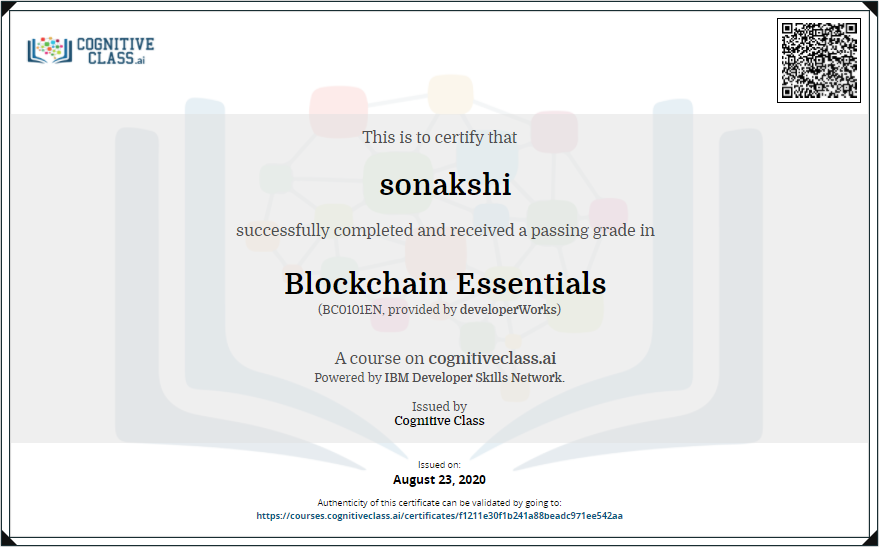 COGNITIVE
CLASS.ai
This is to certify that
sonakshi
successfully completed and received a passing grade in
Blockchain Essentials
(BC0101EN, provided by developerWorks)
A course on cognitiveclass.ai
Powered by IBM Developer Skills Network.
Issued by
Cognitive Class
Issued on:
August 23, 2020
Authenticity of this certificate can be validated by going to:
https://courses.cognitiveclass.ai/certificates/f1211e30f1b241a88beadc971ee542aa